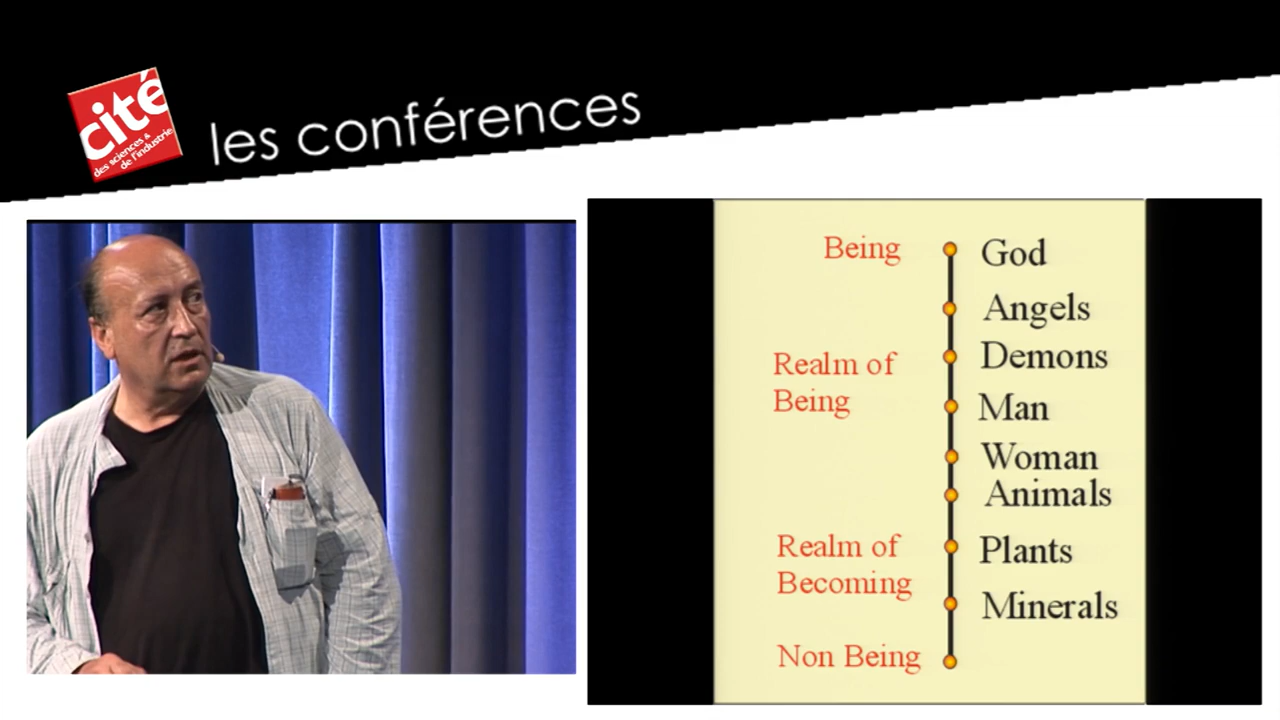 cité
des sciences &
de l'industrie
les conférences
Being
God
Angels
Demons
Realm of
Being
Man
Woman
Animals
Realm of
Becoming
Plants
Minerals
Non Being